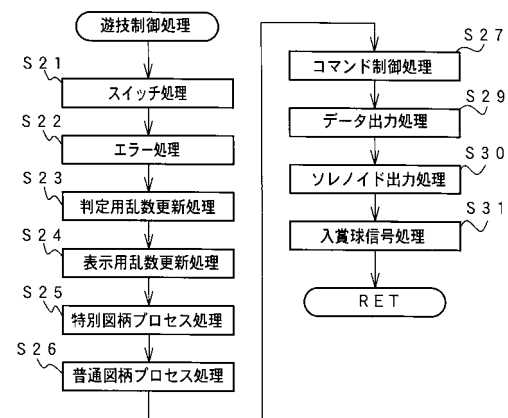 遊技制御処理
S21
スイッチ処理
S22
エラー処理
S23
判定用乱数更新処理
S24
表示用乱数更新処理
S25
特別図柄プロセス処理
S26
普通図柄プロセス処理
S27
コマンド制御処理
S29
データ出力処理
S30
ソレノイド出力処理
S31
入賞球信号処理
RET